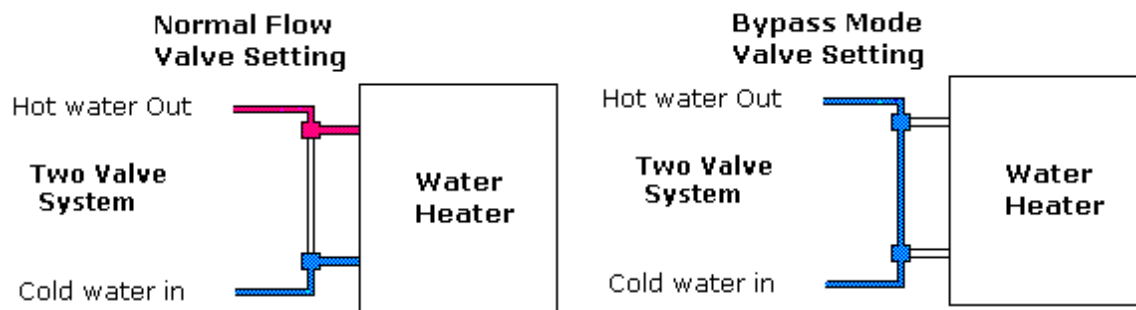 Normal Flow
Valve Setting
Hot water Out
Two Valve
System
Water
Heater
Cold water in
Bypass Mode
Valve Setting
Hot water Out
Two Valve
System
Water
Heater
Cold water in